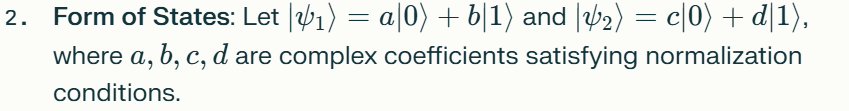 2. Form of States: Let |ψ₁⟩ = a|0⟩ + b|1⟩ and |ψ₂⟩ = c|0⟩ + d|1⟩,
where a, b, c, d are complex coefficients satisfying normalization
conditions.